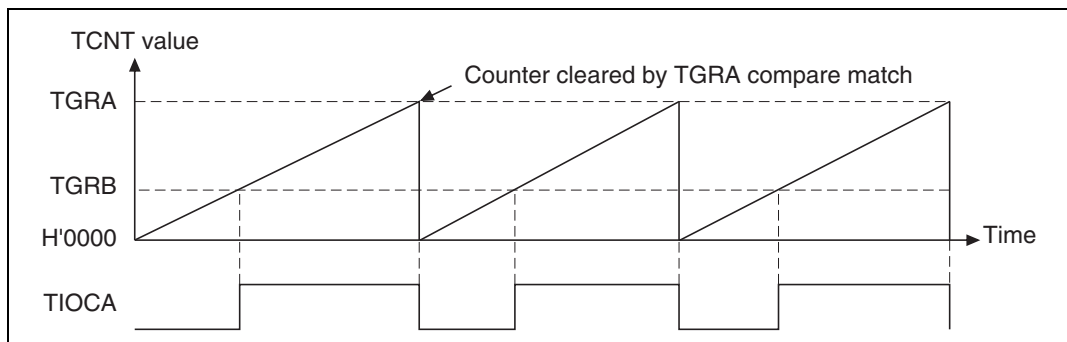 TCNT value
Counter cleared by TGRA compare match
TGRA
TGRB
H'0000
Time
TIOCA